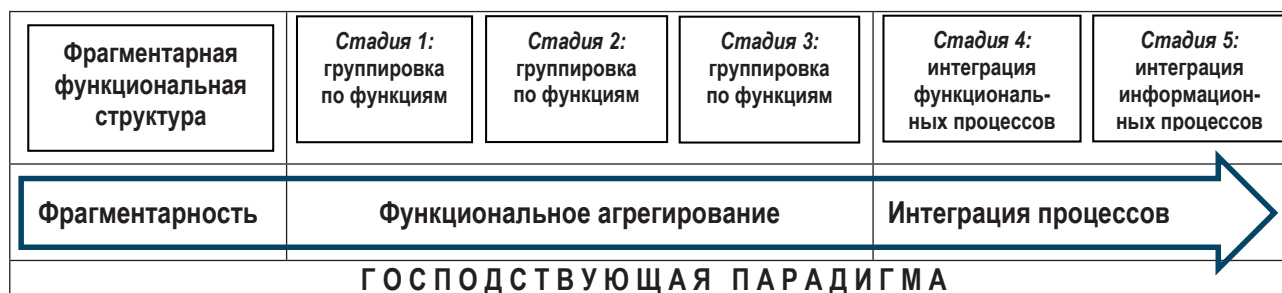 Фрагментарная
функциональная
структура
Стадия 1:
группировка
по функциям
Стадия 2:
группировка
по функциям
Стадия 3:
группировка
по функциям
Стадия 4:
интеграция
функциональ-
ных процессов
Стадия 5:
интеграция
информацион-
ных процессов
Фрагментарность
Функциональное агрегирование
Интеграция процессов
ГОСПОДСТВУЮЩАЯ ПАРАДИГМА